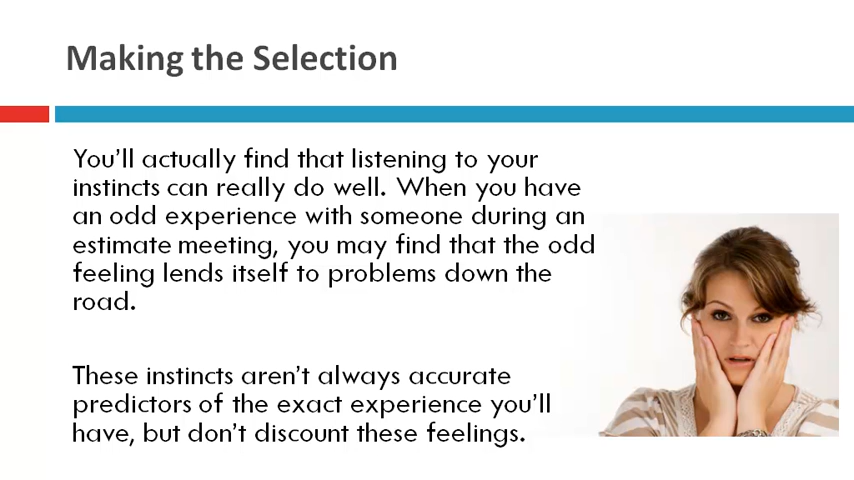 Making the Selection
You'll actually find that listening to your
instincts can really do well.  When you have
an odd experience with someone during an
estimate meeting, you may find that the odd
feeling lends itself to problems down the
road.
These instincts aren't always accurate
predictors of the exact experience you'll
have, but don't discount these feelings.